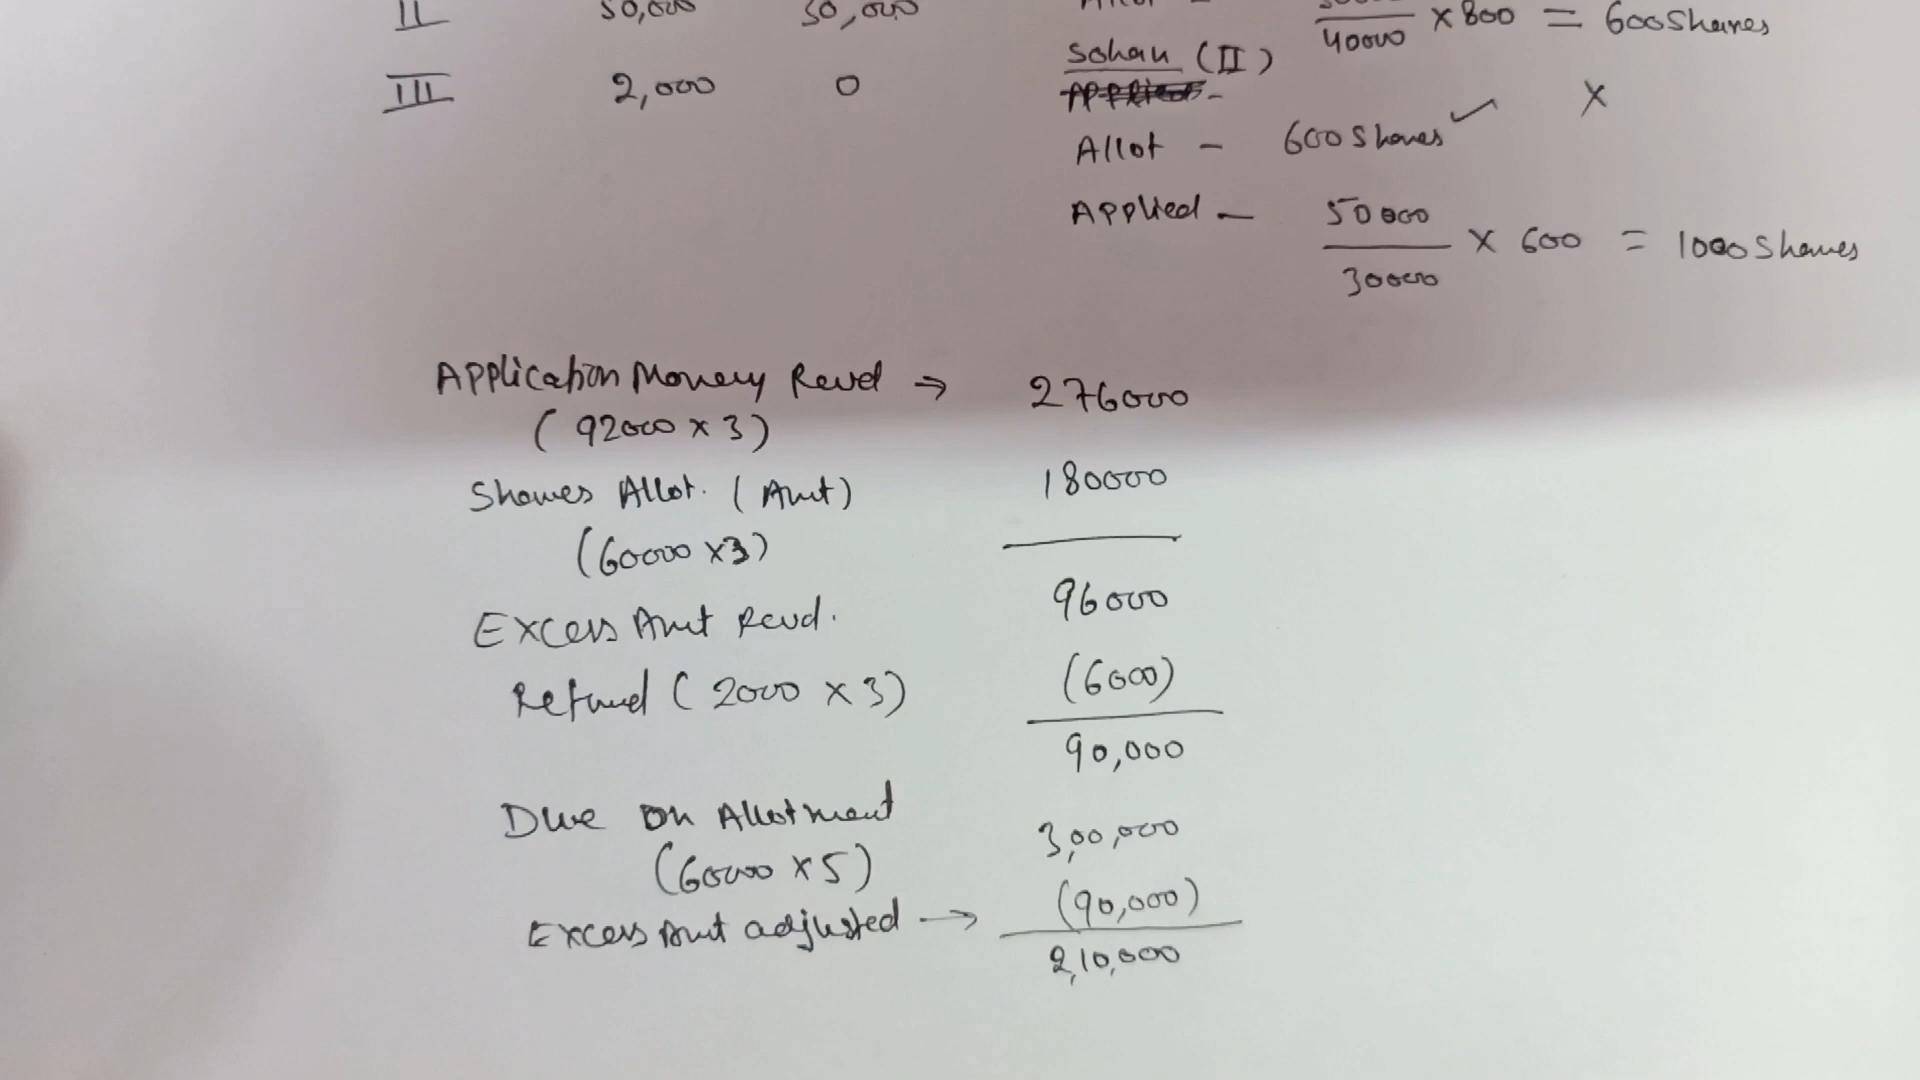 II 50,000 30,000
× 800 = 600 Shares
40000
Sohan (II)
III 2,000 0
×
Allot - 600 Shares ✓
Applied - 50000 × 600 = 1000 Shares
30000
Application Money Revd → 276000
(92000 × 3)
Shares Allot. (Amt) 180000
(60000 × 3)
Excess Amt Revd. 96000
Refund (2000 × 3) (6000)
90,000
Due on Allotment 3,00,000
(60000 × 5)
Excess Amt adjusted → (90,000)
2,10,000